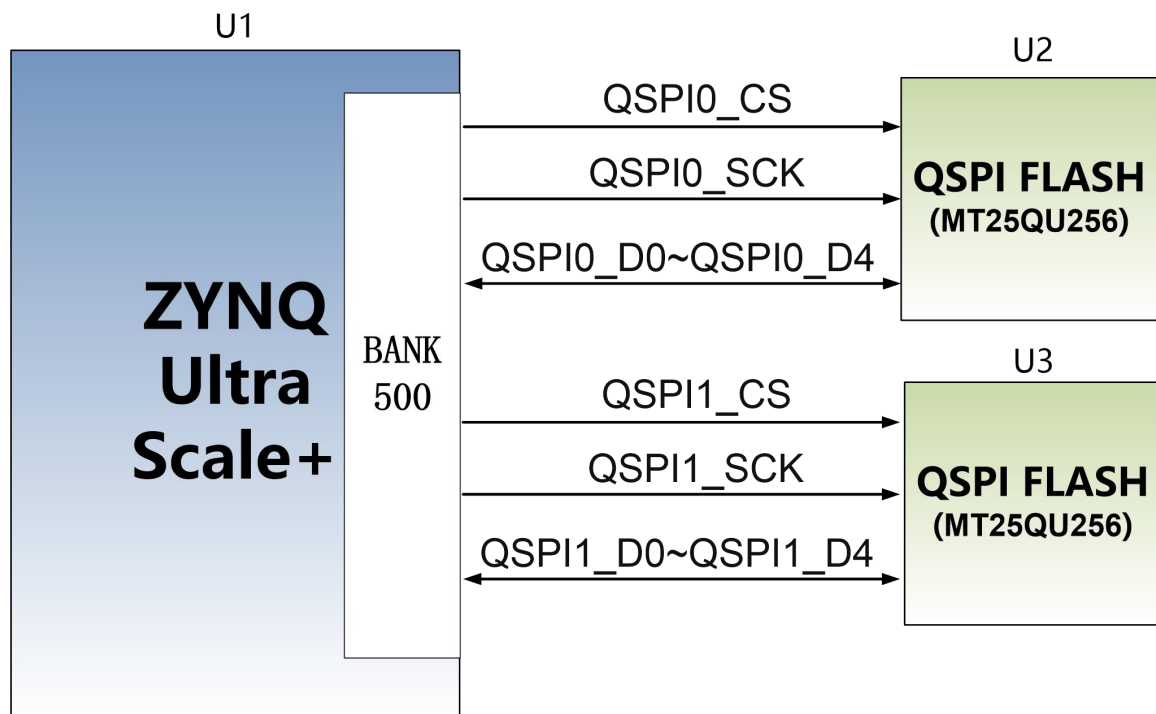 U1
ZYNQ
Ultra
Scale+
BANK
500
QSPI0_CS
QSPI0_SCK
QSPI0_D0~QSPI0_D4
U2
QSPI FLASH
(MT25QU256)
QSPI1_CS
QSPI1_SCK
QSPI1_D0~QSPI1_D4
U3
QSPI FLASH
(MT25QU256)